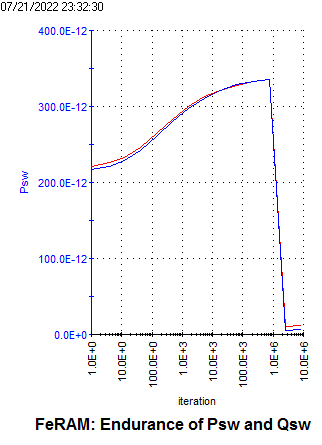 07/21/2022 23:32:30
400.0E-12
300.0E-12
200.0E-12
100.0E-12
0.0E+0
Psw
1.0E+0
10.0E+0
100.0E+0
1.0E+3
10.0E+3
100.0E+3
1.0E+6
10.0E+6
iteration
FeRAM: Endurance of Psw and Qsw